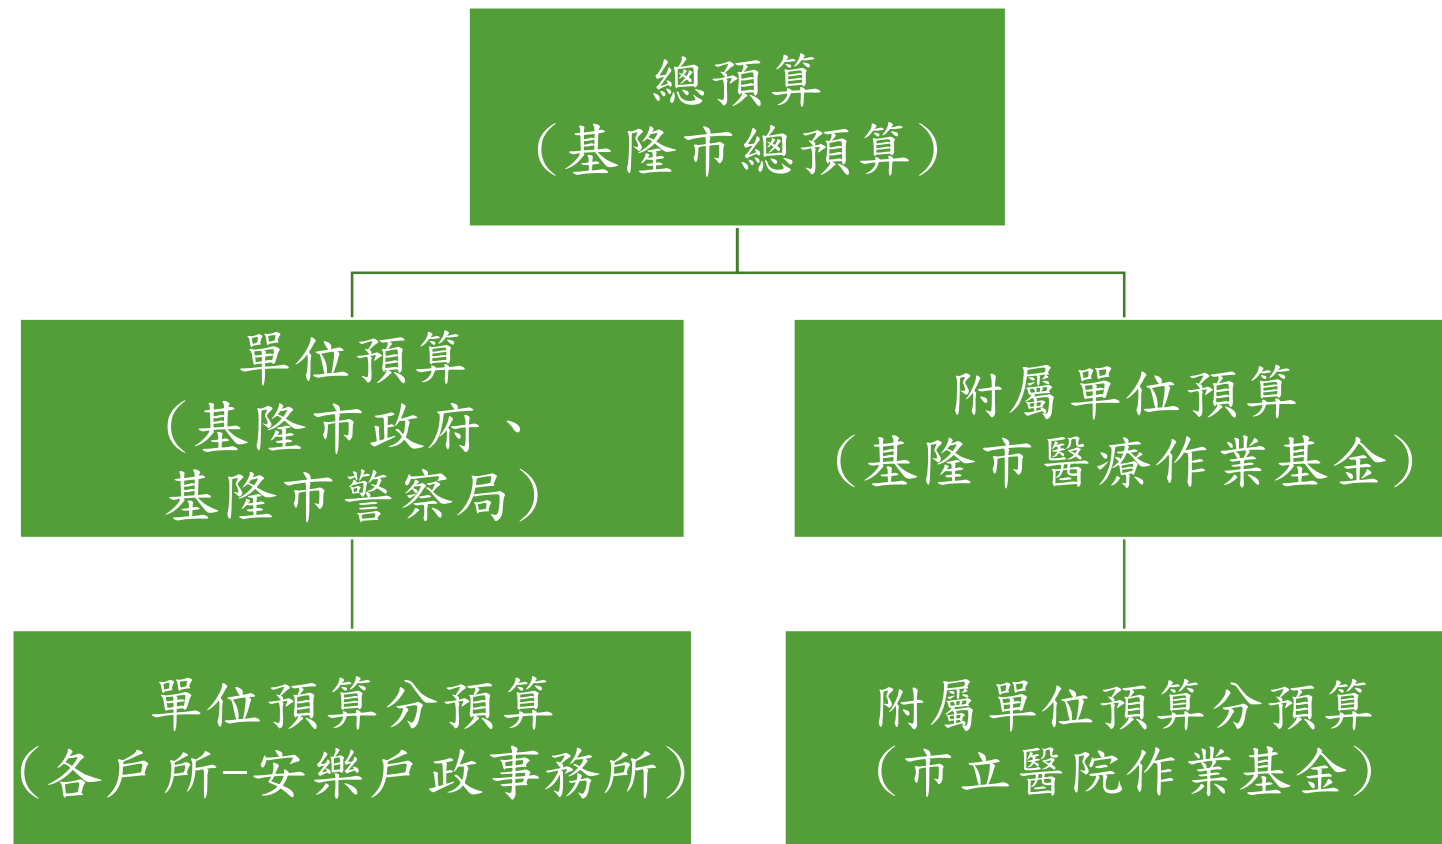 總預算
(基隆市總預算)
單位預算
(基隆市政府、
基隆市警察局)
附屬單位預算
(基隆市醫療作業基金)
單位預算分預算
(各戶所-安樂戶政事務所)
附屬單位預算分預算
(市立醫院作業基金)